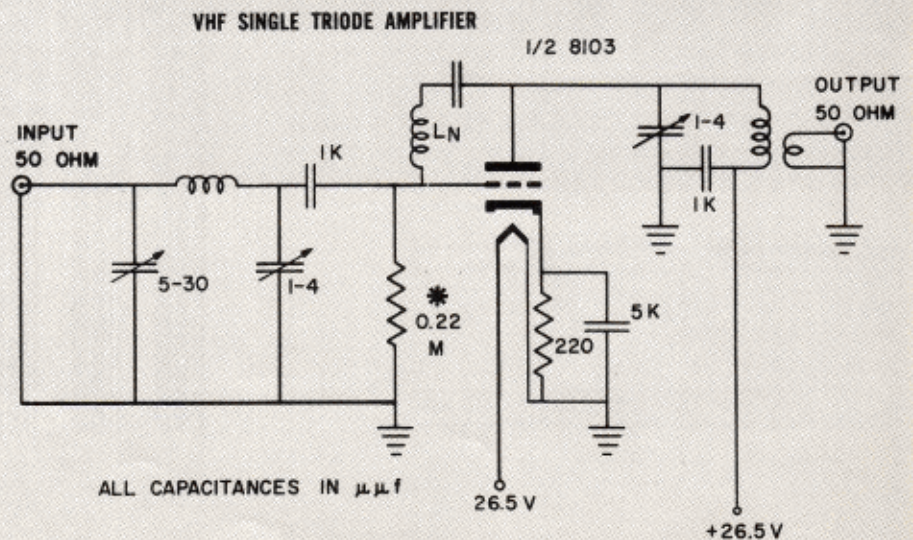 VHF SINGLE TRIODE AMPLIFIER
1/2 8103
INPUT
50 OHM
1K
LN
1-4
OUTPUT
50 OHM
1K
5-30
1-4
*
0.22
M
220
5K
ALL CAPACITANCES IN μμf
26.5 V
+26.5 V